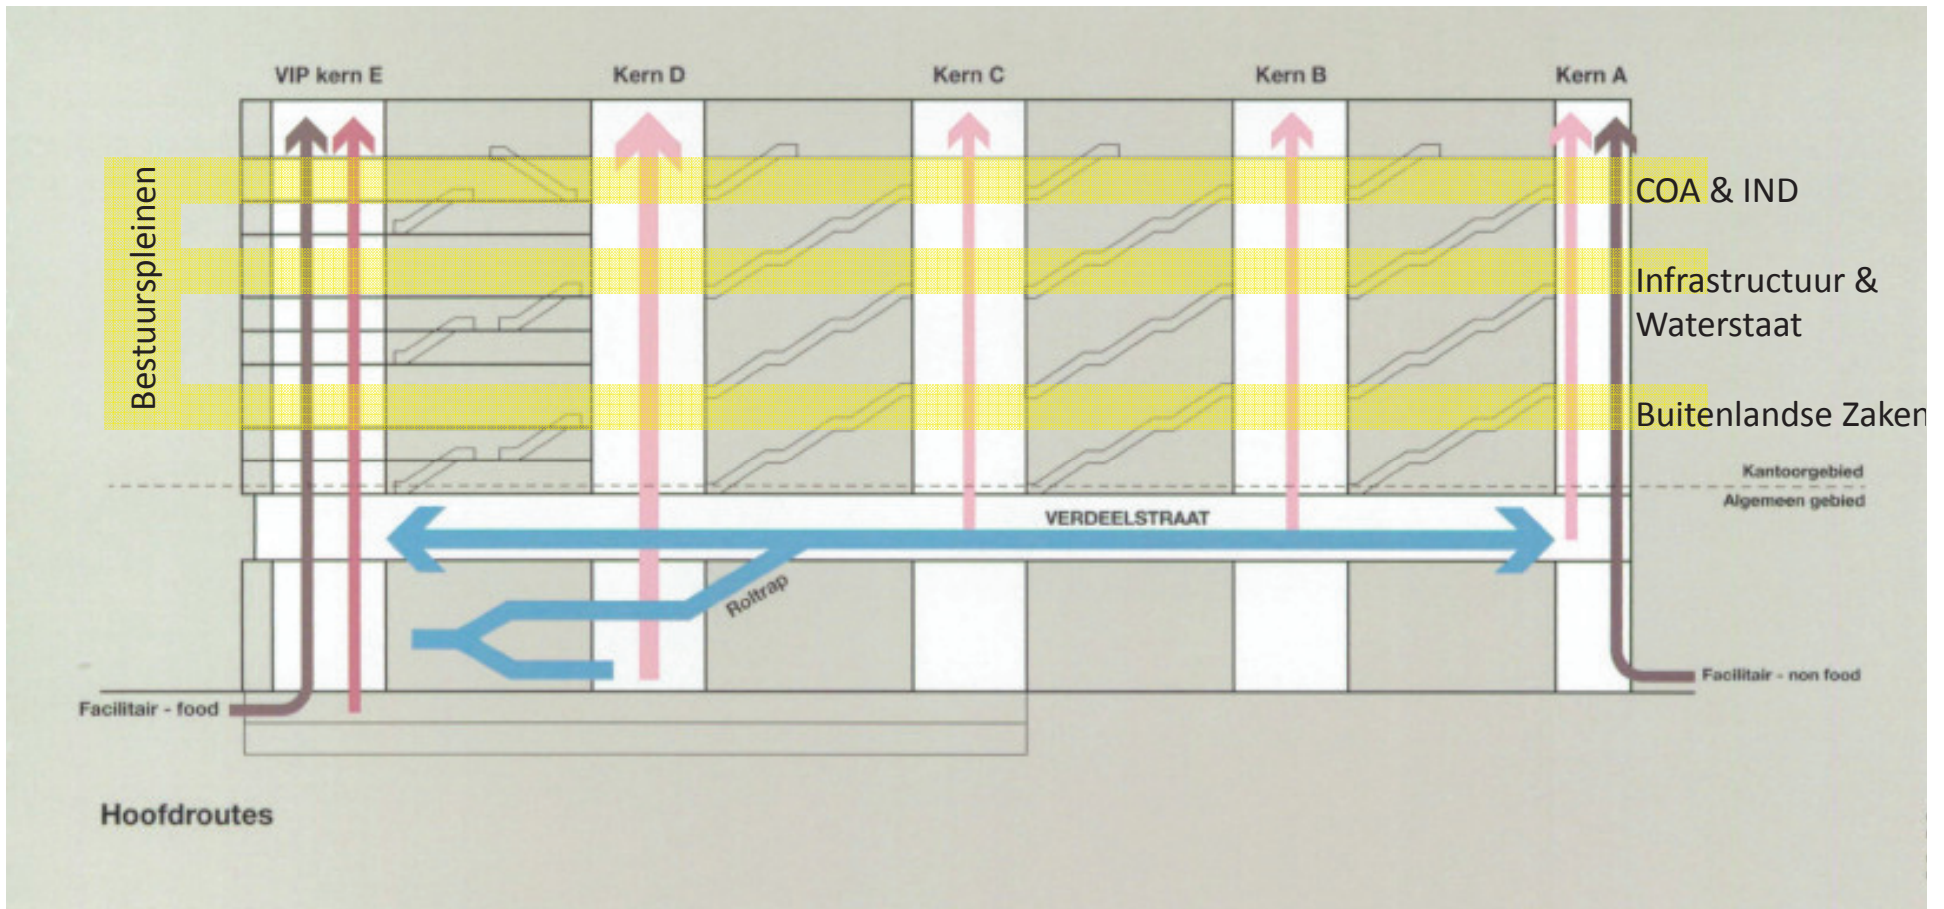 VIP kern E
Kern D
Kern C
Kern B
Kern A
Bestuurspleinen
COA & IND
Infrastructuur &
Waterstaat
Buitenlandse Zaken
Kantoorgebied
Algemeen gebied
VERDEELSTRAAT
Roltrap
Facilitair - non food
Facilitair - food
Hoofdroutes